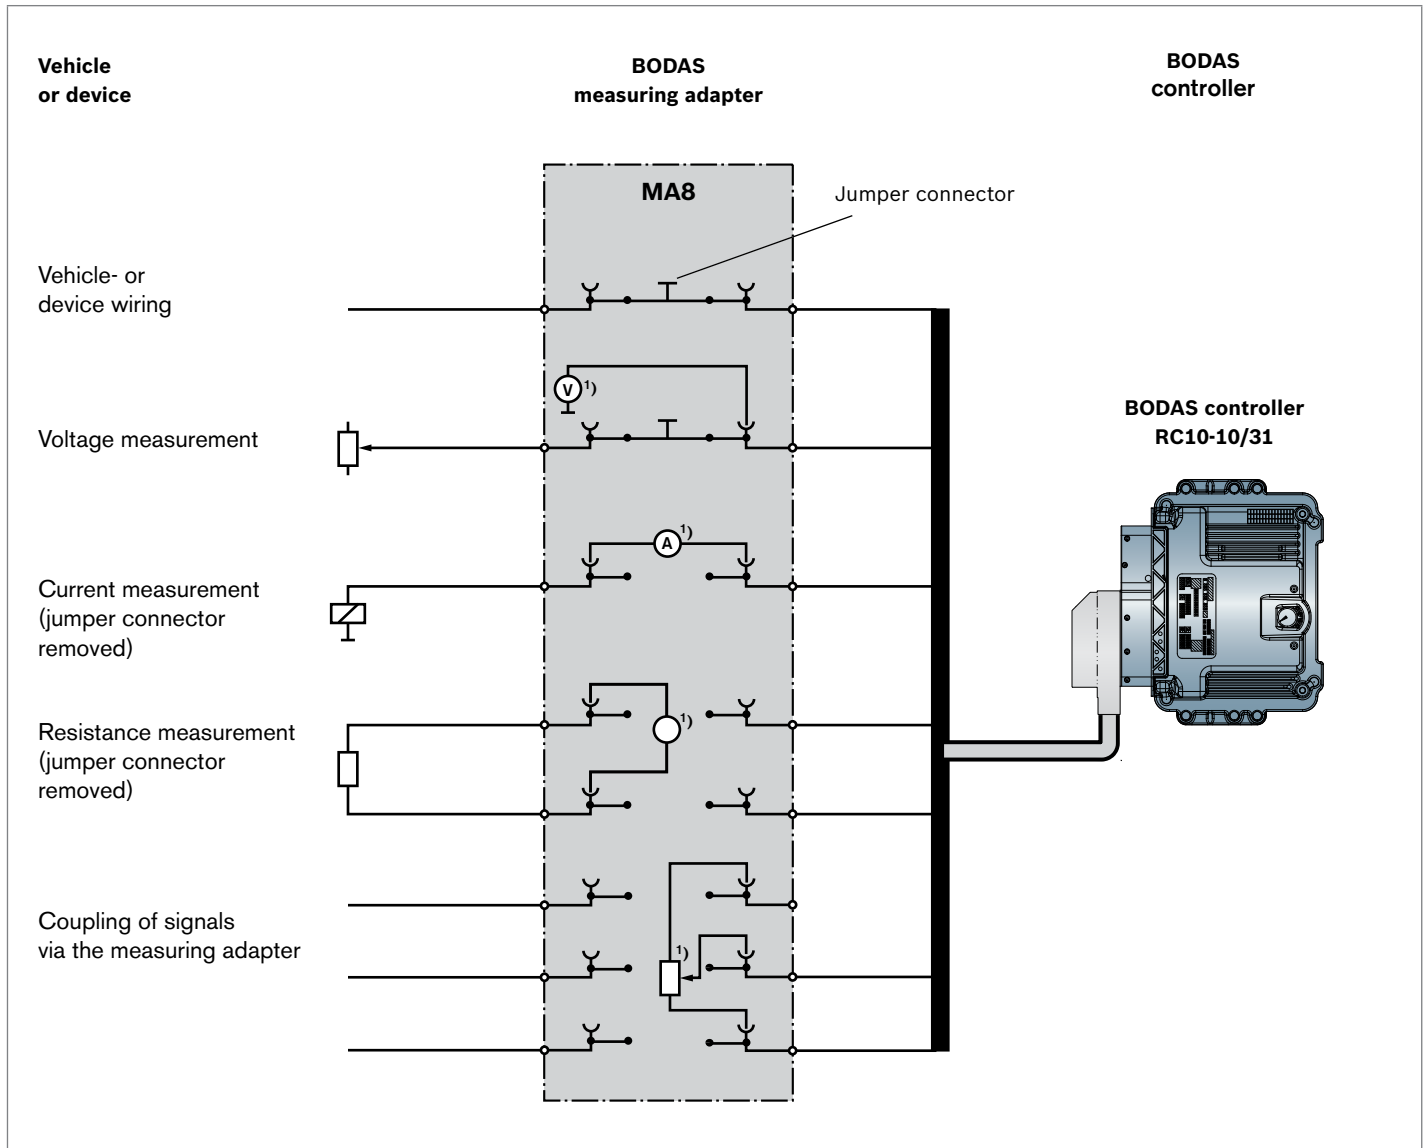 Vehicle
or device
BODAS
measuring adapter
BODAS
controller
MA8
Jumper connector
Vehicle- or
device wiring
V
1)
Voltage measurement
BODAS controller
RC10-10/31
A
1)
Current measurement
(jumper connector
removed)
1)
Resistance measurement
(jumper connector
removed)
Coupling of signals
via the measuring adapter
1)